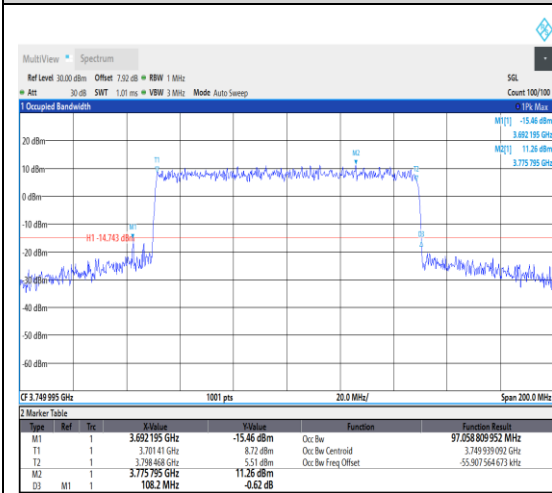 MultiView Spectrum
Ref Level 30.00 dBm Offset 7.92 dB RBW 1 MHz SGL
Att 30 dB SWT 1.01 ms VBW 3 MHz Mode Auto Sweep Count 100/100
1 Occupied Bandwidth 1Pk Max
M1[1] -15.46 dBm
3.692 195 GHz
M2[1] 11.26 dBm
3.775 795 GHz
20 dBm
T1 M2 T2
10 dBm
0 dBm
-10 dBm
M1
H1 -14.743 dBm
D3
-20 dBm
-30 dBm
-40 dBm
-50 dBm
-60 dBm
CF 3.749 995 GHz 1001 pts 20.0 MHz/ Span 200.0 MHz
2 Marker Table
Type Ref Trc X-Value Y-Value Function Function Result
M1 1 3.692 195 GHz -15.46 dBm Occ Bw 97.058 809 952 MHz
T1 1 3.701 41 GHz 8.72 dBm Occ Bw Centroid 3.749 939 092 GHz
T2 1 3.798 468 GHz 5.51 dBm Occ Bw Freq Offset -55.907 564 673 kHz
M2 1 3.775 795 GHz 11.26 dBm
D3 M1 1 108.2 MHz -0.62 dB